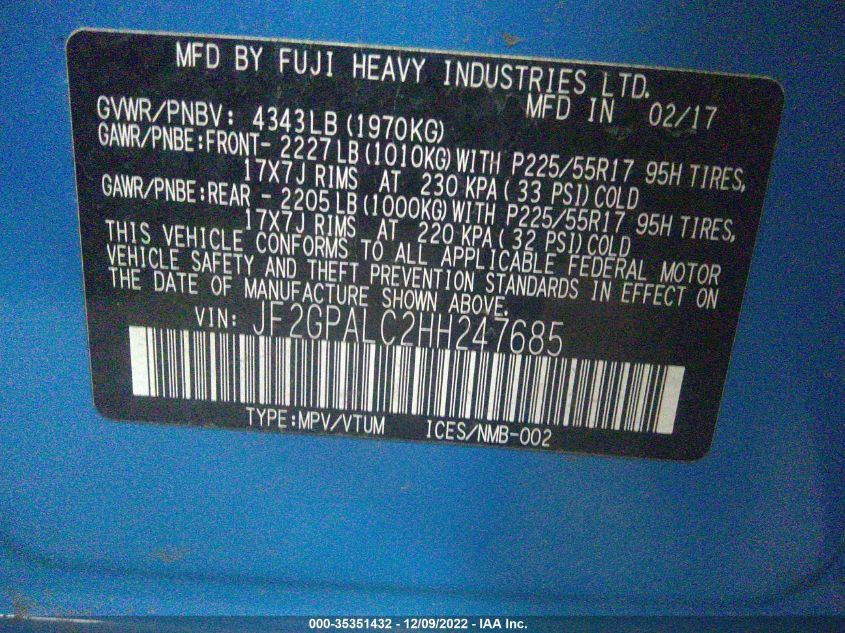 MFD BY FUJI HEAVY INDUSTRIES LTD.
MFD IN 02/17
GVWR/PNBV: 4343LB(1970KG)
GAWR/PNBE:FRONT- 2227LB(1010KG)WITH P225/55R17 95H TIRES,
17X7J RIMS AT 230 KPA( 33 PSI)COLD
GAWR/PNBE:REAR - 2205LB(1000KG)WITH P225/55R17 95H TIRES,
17X7J RIMS AT 220 KPA( 32 PSI)COLD
THIS VEHICLE CONFORMS TO ALL APPLICABLE FEDERAL MOTOR
VEHICLE SAFETY AND THEFT PREVENTION STANDARDS IN EFFECT ON
THE DATE OF MANUFACTURE SHOWN ABOVE.
VIN: JF2GPALC2HH247685
TYPE:MPV/VTUM ICES/NMB-002
000-35351432 - 12/09/2022 - IAA Inc.